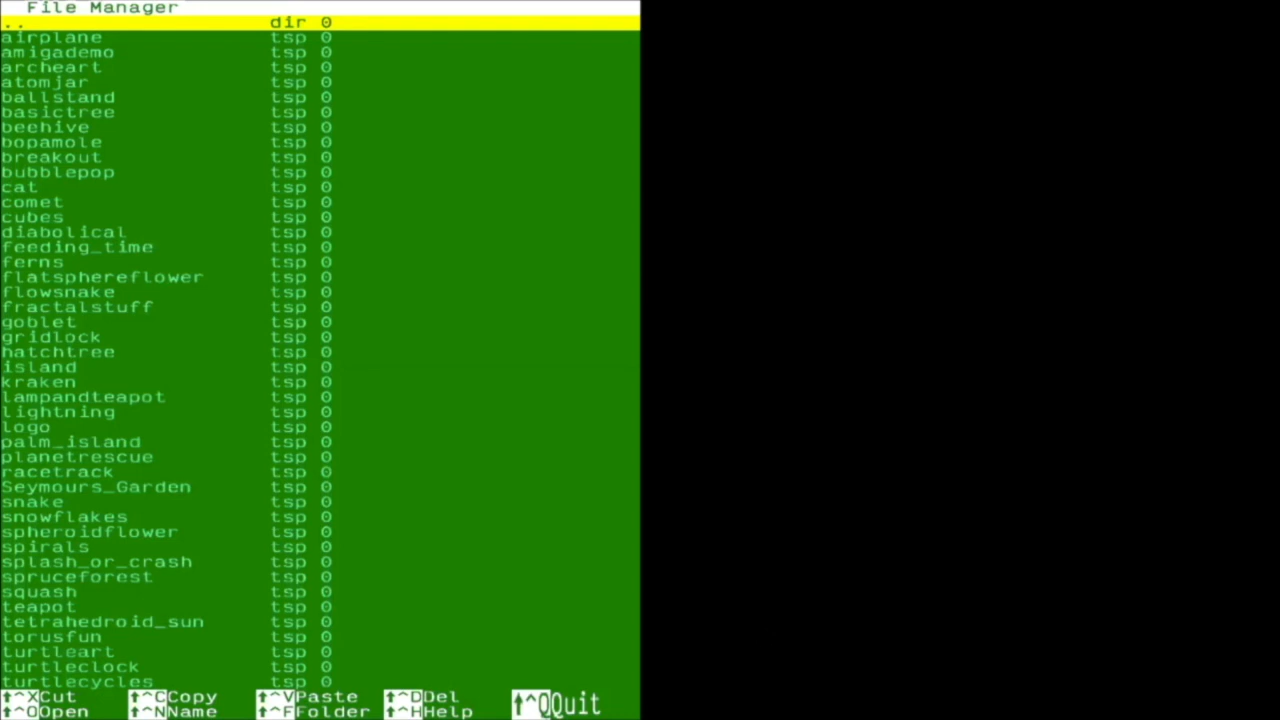 File Manager
.. dir 0
airplane tsp 0
amigademo tsp 0
archeart tsp 0
atomjar tsp 0
ballstand tsp 0
basictree tsp 0
beehive tsp 0
bopamole tsp 0
breakout tsp 0
bubblepop tsp 0
cat tsp 0
comet tsp 0
cubes tsp 0
diabolical tsp 0
feeding_time tsp 0
ferns tsp 0
flatsphereflower tsp 0
flowsnake tsp 0
fractalstuff tsp 0
goblet tsp 0
gridlock tsp 0
hatchtree tsp 0
island tsp 0
kraken tsp 0
lampandteapot tsp 0
lightning tsp 0
logo tsp 0
palm_island tsp 0
planetrescue tsp 0
racetrack tsp 0
Seymours_Garden tsp 0
snake tsp 0
snowflakes tsp 0
spheroidflower tsp 0
spirals tsp 0
splash_or_crash tsp 0
spruceforest tsp 0
squash tsp 0
teapot tsp 0
tetrahedroid_sun tsp 0
torusfun tsp 0
turtleart tsp 0
turtleclock tsp 0
turtlecycles tsp 0
⬆^XCut ⬆^CCopy ⬆^VPaste ⬆^DDel ⬆^QQuit
⬆^OOpen ⬆^NName ⬆^FFolder ⬆^HHelp